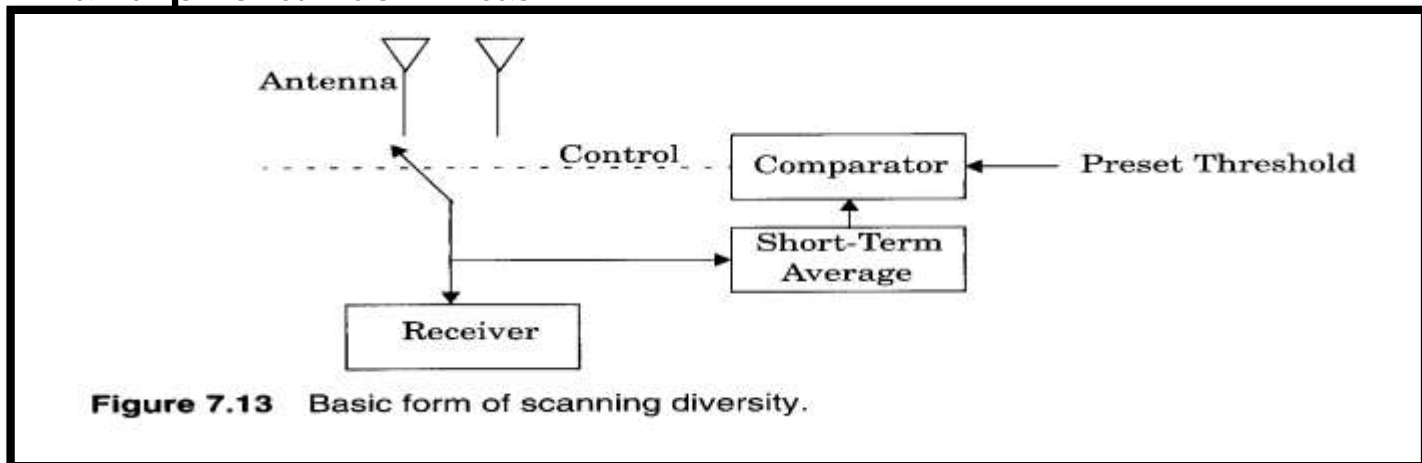 Antenna
Control
Comparator
Preset Threshold
Short-Term
Average
Receiver
Figure 7.13 Basic form of scanning diversity.